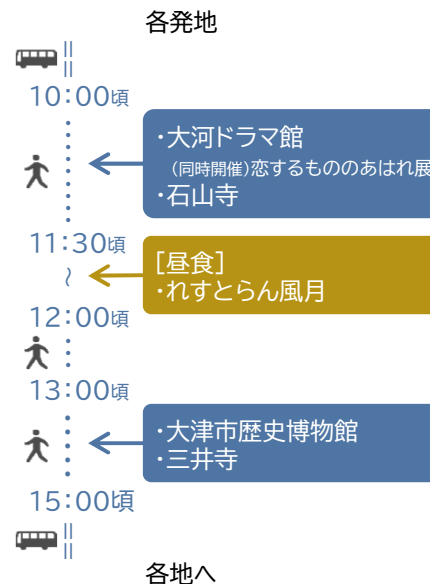 各発地
10:00頃
・大河ドラマ館
(同時開催)恋するもののあはれ展
・石山寺
11:30頃
~
[昼食]
・れすとらん風月
12:00頃
13:00頃
・大津市歴史博物館
・三井寺
15:00頃
各地へ